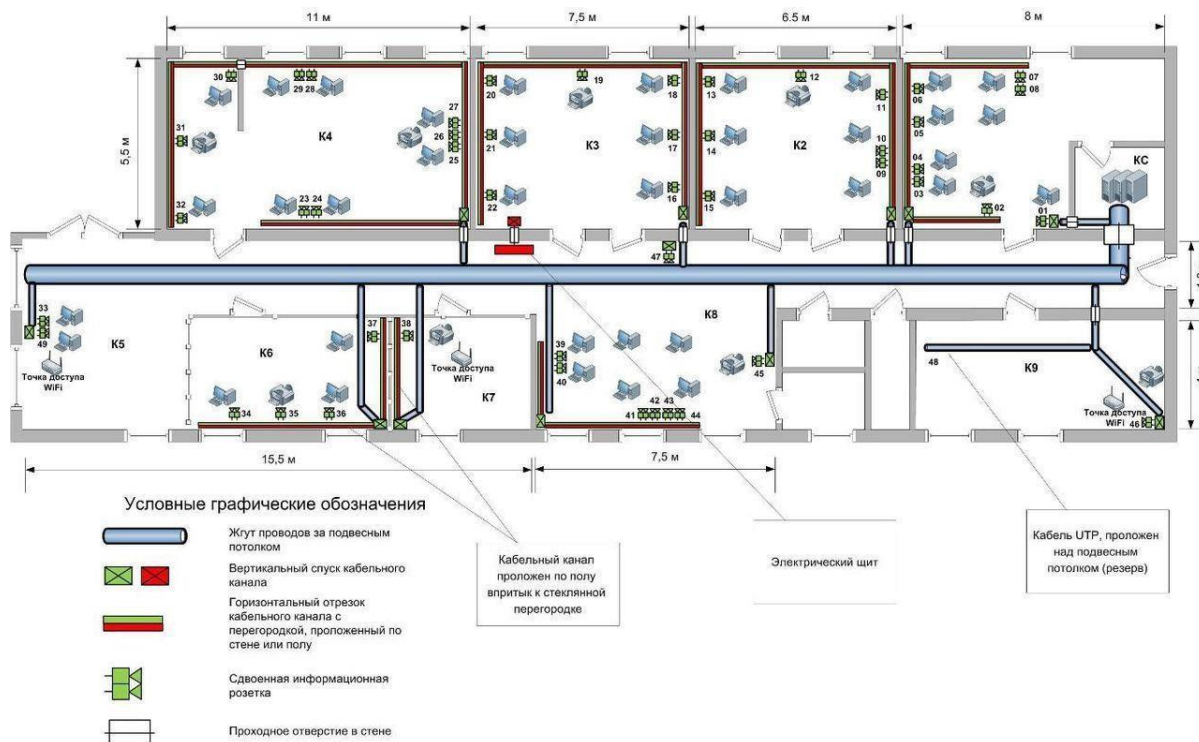 11 м
7,5 м
6.5 м
8 м
5,5 м
30
29 28
27
26
25
31
32
23 24
К4
20
19
18
21
17
22
16
К3
13
12
11
14
10
09
15
К2
07
08
06
05
04
03
02
01
КС
47
33
49
К5
Точка доступа
WiFi
К6
37
38
34
35
36
Точка доступа
WiFi
К7
39
40
К8
41
42
43
44
45
48
К9
Точка доступа
WiFi
46
15,5 м
7,5 м
Условные графические обозначения
Жгут проводов за подвесным
потолком
Вертикальный спуск кабельного
канала
Горизонтальный отрезок
кабельного канала с
перегородкой, проложенный по
стене или полу
Сдвоенная информационная
розетка
Проходное отверстие в стене
Кабельный канал
проложен по полу
впритык к стеклянной
перегородке
Электрический щит
Кабель UTP, проложен
над подвесным
потолком (резерв)